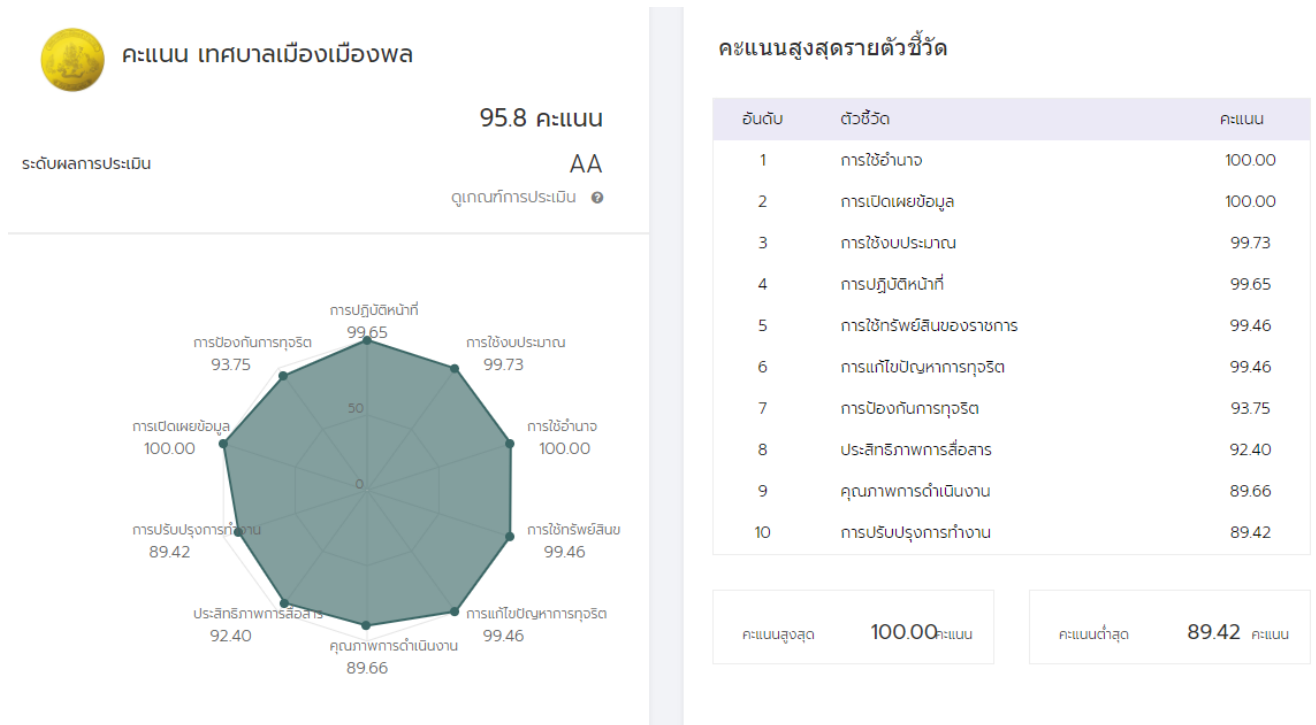 คะแนน เทศบาลเมืองเมืองพล
95.8 คะแนน
ระดับผลการประเมิน
AA
ดูเกณฑ์การประเมิน ?
การปฏิบัติหน้าที่
99.65
การป้องกันการทุจริต
93.75
การใช้งบประมาณ
99.73
50
การเปิดเผยข้อมูล
100.00
การใช้อำนาจ
100.00
0
การปรับปรุงการทำงาน
89.42
การใช้ทรัพย์สินข
99.46
ประสิทธิภาพการสื่อสาร
92.40
การแก้ไขปัญหาการทุจริต
99.46
คุณภาพการดำเนินงาน
89.66
คะแนนสูงสุดรายตัวชี้วัด
อันดับ ตัวชี้วัด คะแนน
1 การใช้อำนาจ 100.00
2 การเปิดเผยข้อมูล 100.00
3 การใช้งบประมาณ 99.73
4 การปฏิบัติหน้าที่ 99.65
5 การใช้ทรัพย์สินของราชการ 99.46
6 การแก้ไขปัญหาการทุจริต 99.46
7 การป้องกันการทุจริต 93.75
8 ประสิทธิภาพการสื่อสาร 92.40
9 คุณภาพการดำเนินงาน 89.66
10 การปรับปรุงการทำงาน 89.42
คะแนนสูงสุด 100.00 คะแนน
คะแนนต่ำสุด 89.42 คะแนน